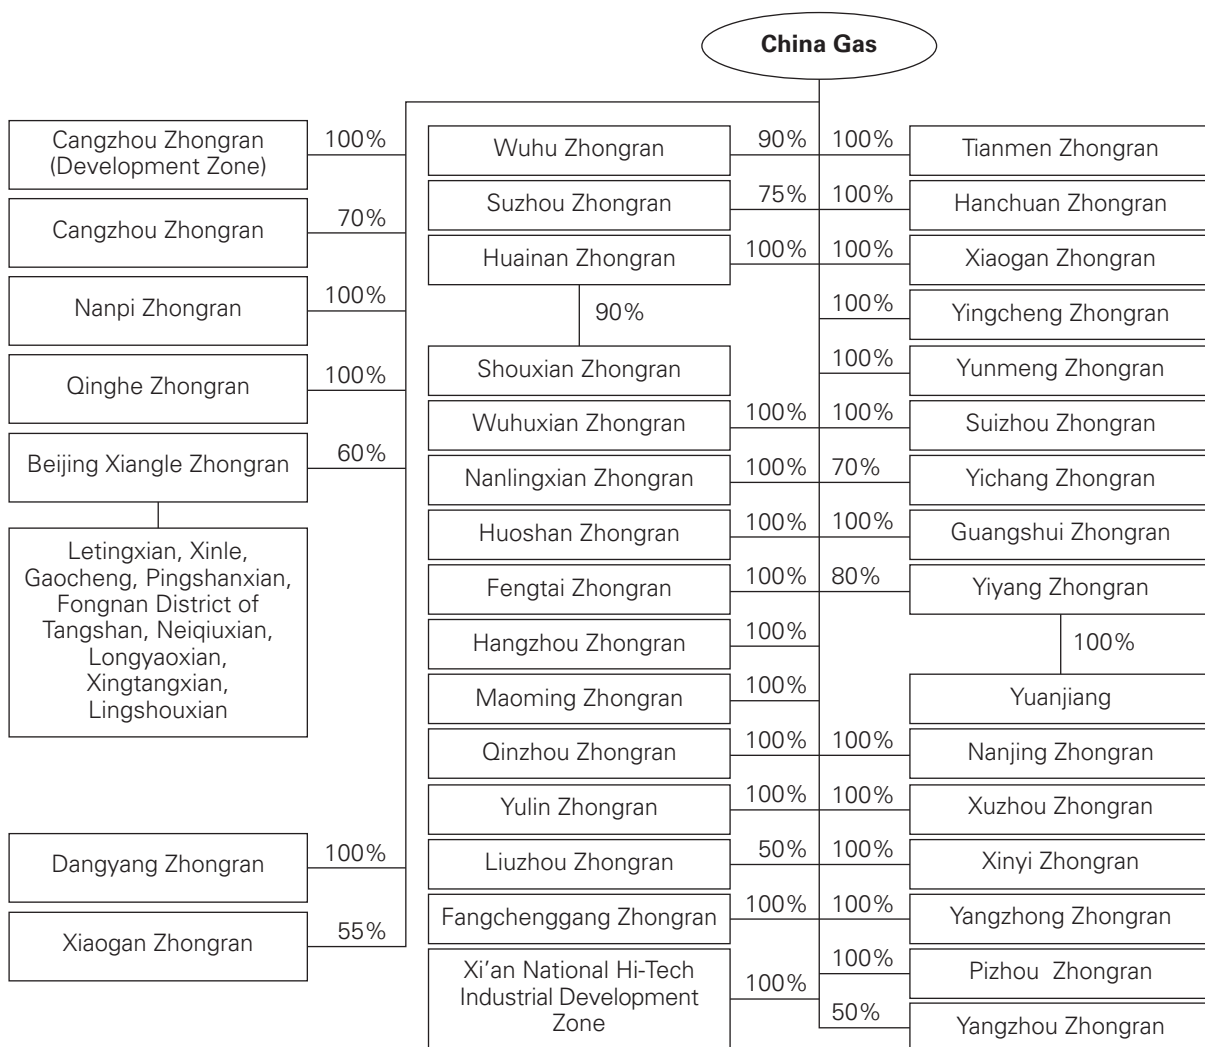 China Gas
Cangzhou Zhongran
(Development Zone)
100%
Cangzhou Zhongran
70%
Nanpi Zhongran
100%
Qinghe Zhongran
100%
Beijing Xiangle Zhongran
60%
Letingxian, Xinle,
Gaocheng, Pingshanxian,
Fongnan District of
Tangshan, Neiqiuxian,
Longyaoxian,
Xingtangxian,
Lingshouxian
Dangyang Zhongran
100%
Xiaogan Zhongran
55%
Wuhu Zhongran
90%
Suzhou Zhongran
75%
Huainan Zhongran
100%
90%
Shouxian Zhongran
Wuhuxian Zhongran
100%
Nanlingxian Zhongran
100%
Huoshan Zhongran
100%
Fengtai Zhongran
100%
Hangzhou Zhongran
100%
Maoming Zhongran
100%
Qinzhou Zhongran
100%
Yulin Zhongran
100%
Liuzhou Zhongran
50%
Fangchenggang Zhongran
100%
Xi'an National Hi-Tech
Industrial Development
Zone
100%
100%
Tianmen Zhongran
100%
Hanchuan Zhongran
100%
Xiaogan Zhongran
100%
Yingcheng Zhongran
100%
Yunmeng Zhongran
100%
Suizhou Zhongran
70%
Yichang Zhongran
100%
Guangshui Zhongran
80%
Yiyang Zhongran
100%
Yuanjiang
100%
Nanjing Zhongran
100%
Xuzhou Zhongran
100%
Xinyi Zhongran
100%
Yangzhong Zhongran
100%
Pizhou Zhongran
50%
Yangzhou Zhongran